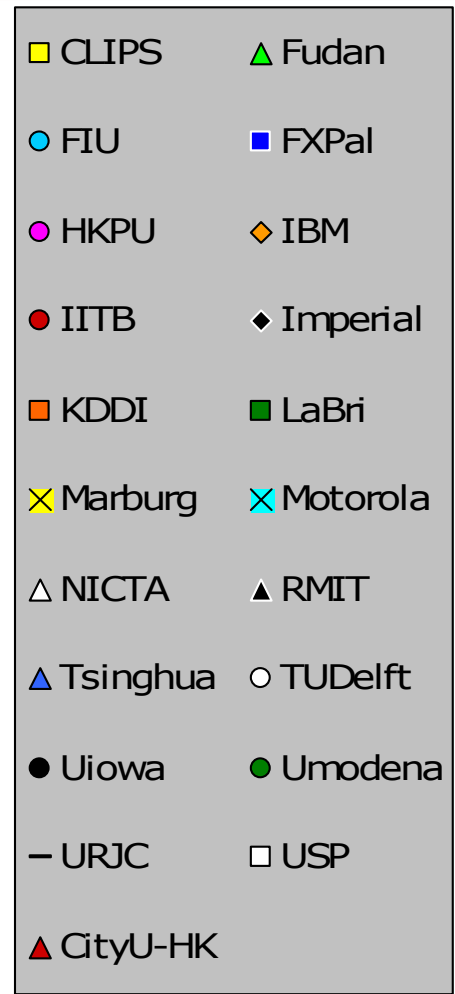 CLIPS Fudan
FIU FXPal
HKPU IBM
IITB Imperial
KDDI LaBri
Marburg Motorola
NICTA RMIT
Tsinghua TUDelft
Uiowa Umodena
URJC USP
CityU-HK